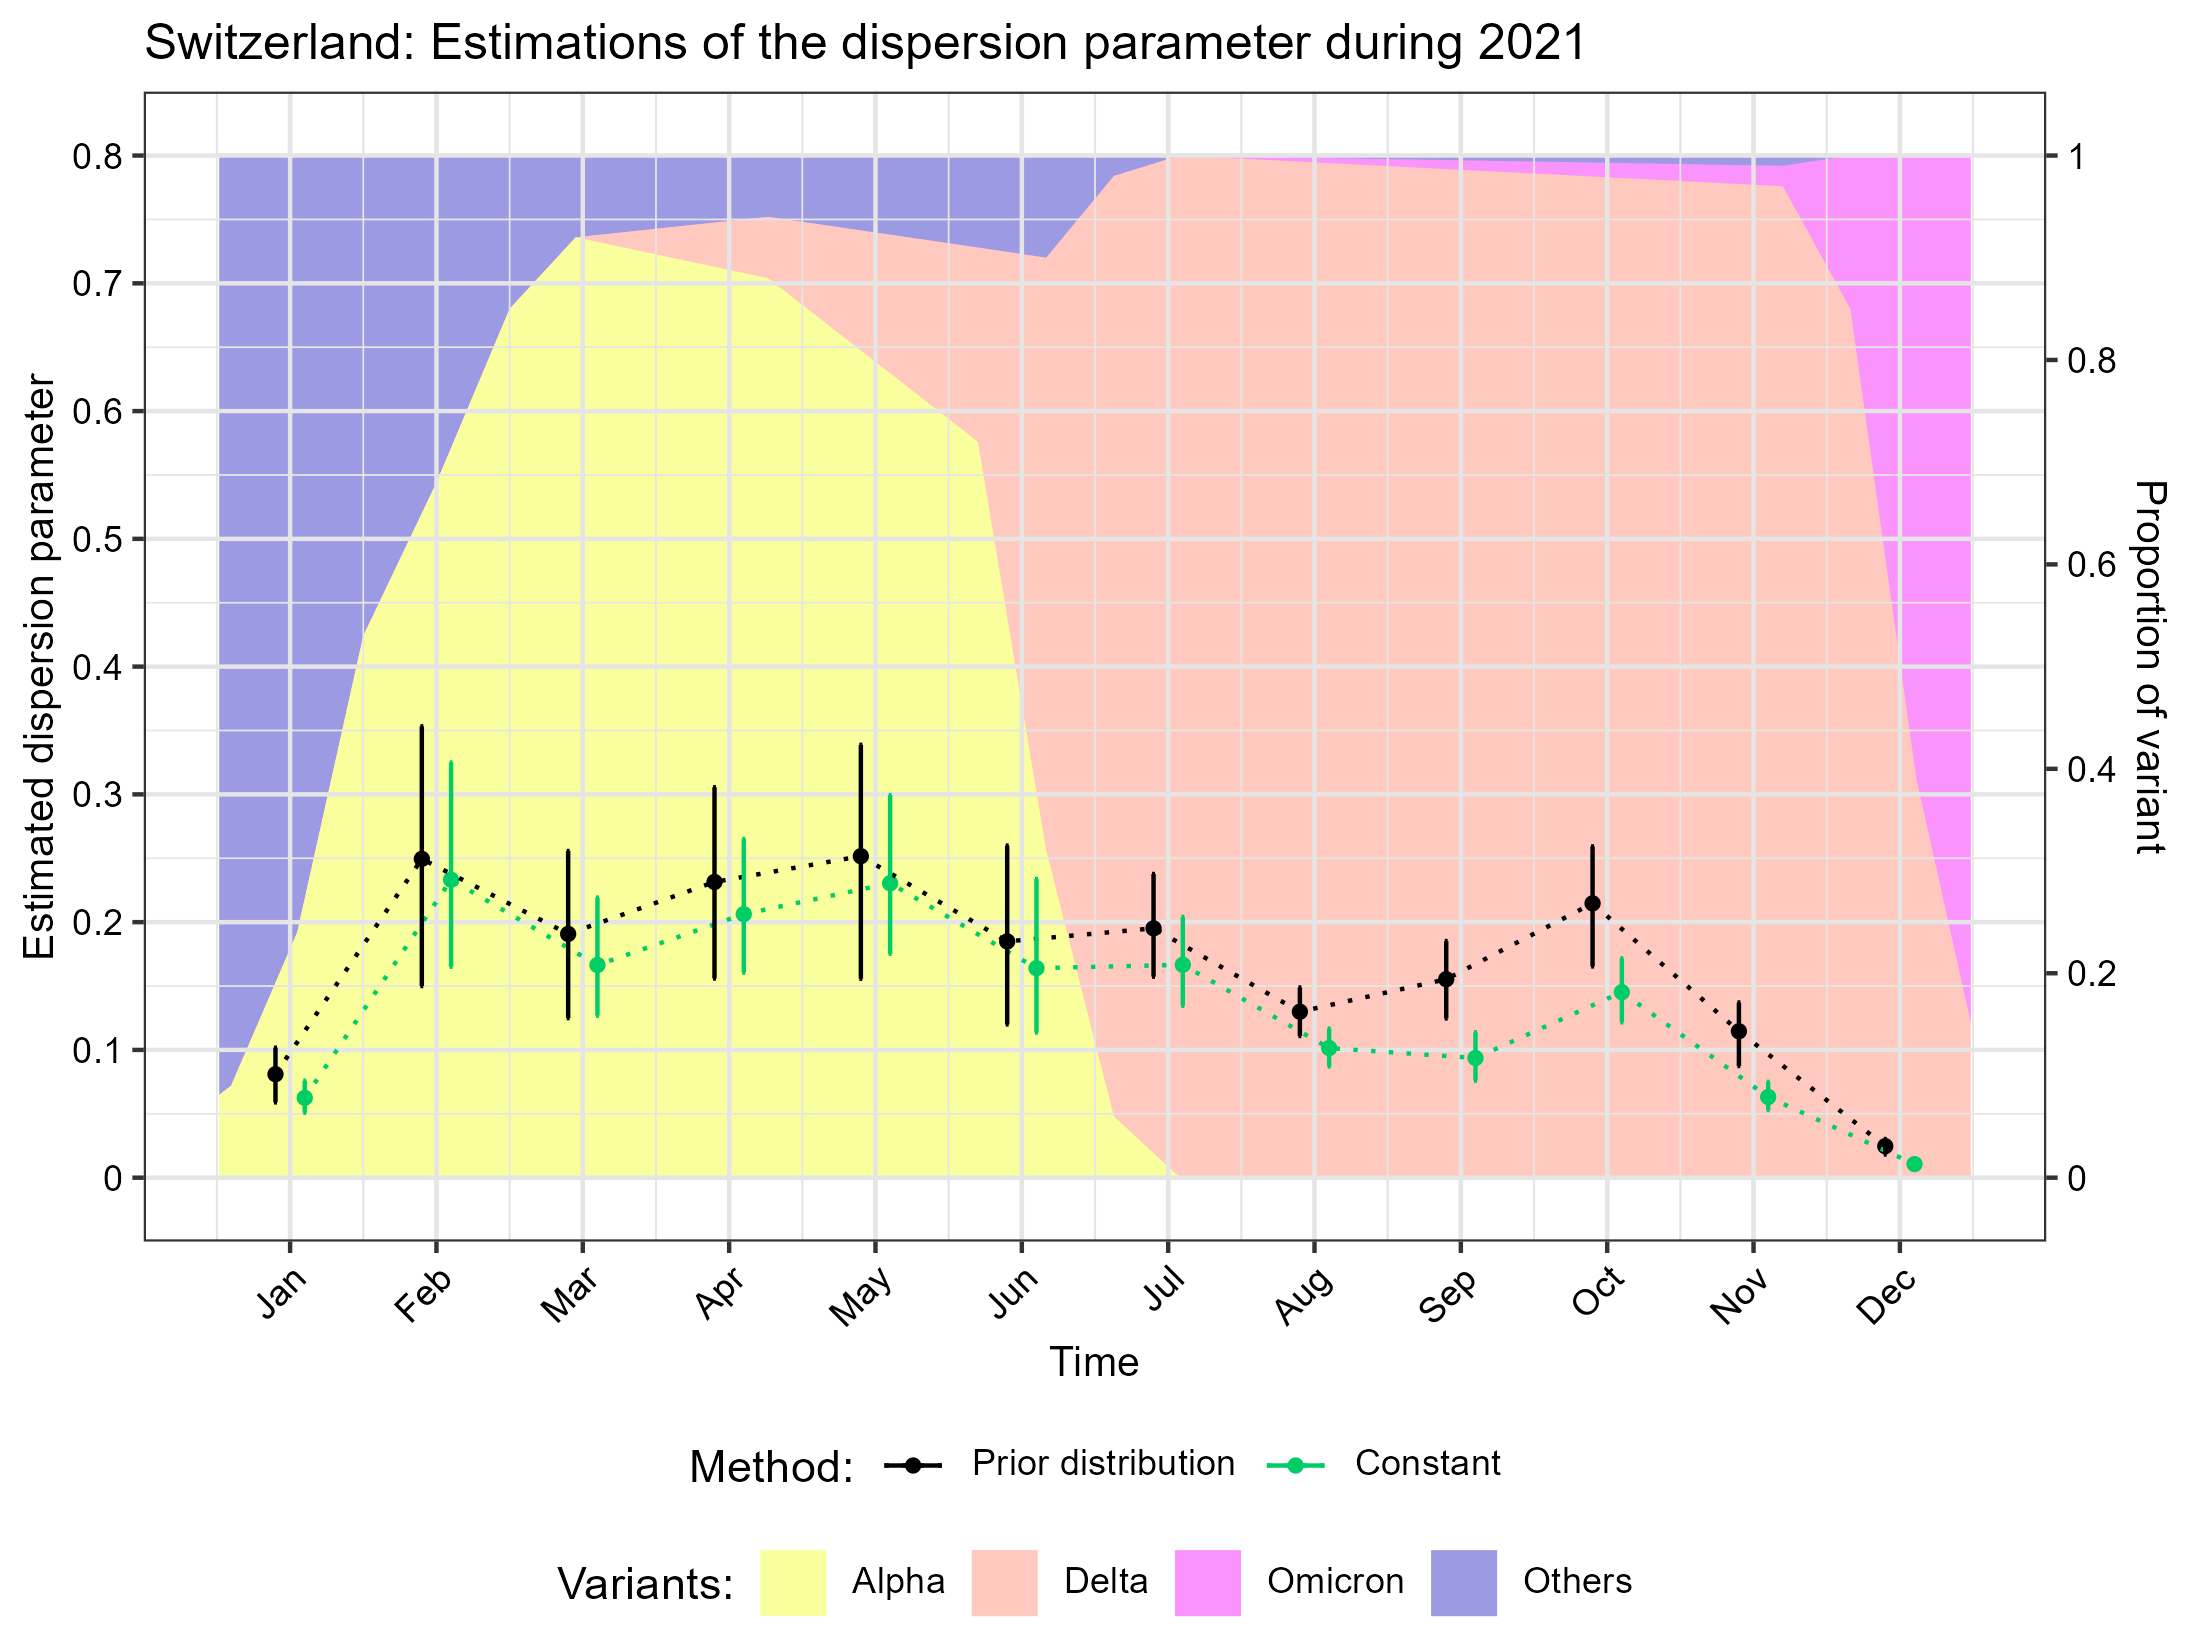 Switzerland: Estimations of the dispersion parameter during 2021
Estimated dispersion parameter
0.8
0.7
0.6
0.5
0.4
0.3
0.2
0.1
0
1
0.8
0.6
0.4
0.2
0
Proportion of variant
Jan Feb Mar Apr May Jun Jul Aug Sep Oct Nov Dec
Time
Method: Prior distribution Constant
Variants: Alpha Delta Omicron Others